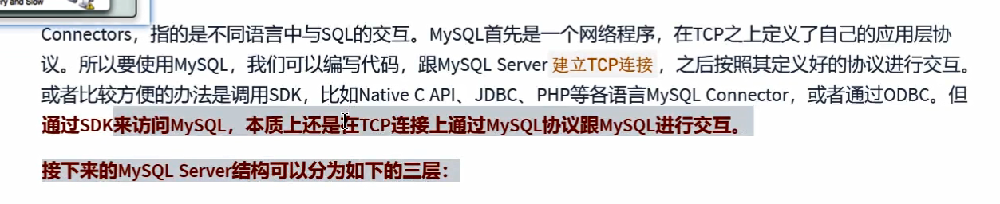 ry and Slow
Connectors，指的是不同语言中与SQL的交互。MySQL首先是一个网络程序，在TCP之上定义了自己的应用层协
议。所以要使用MySQL，我们可以编写代码，跟MySQL Server 建立TCP连接 ，之后按照其定义好的协议进行交互。
或者比较方便的办法是调用SDK，比如Native C API、JDBC、PHP等各语言MySQL Connector，或者通过ODBC。但
通过SDK来访问MySQL，本质上还是在TCP连接上通过MySQL协议跟MySQL进行交互。
接下来的MySQL Server结构可以分为如下的三层：